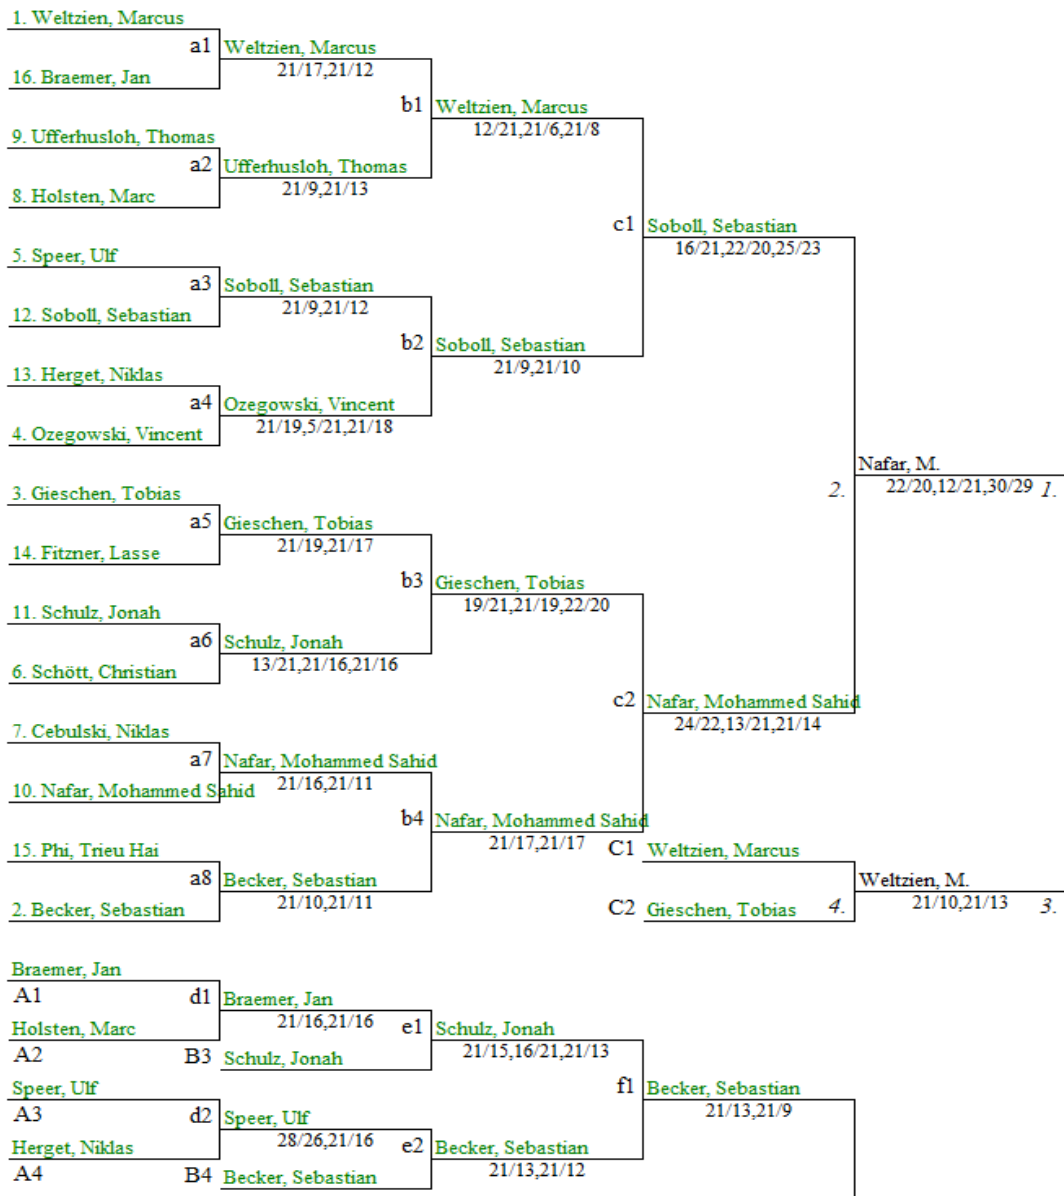 1. Weltzien, Marcus
a1 Weltzien, Marcus
21/17,21/12
16. Braemer, Jan
b1 Weltzien, Marcus
12/21,21/6,21/8
9. Ufferhusloh, Thomas
a2 Ufferhusloh, Thomas
21/9,21/13
8. Holsten, Marc
c1 Soboll, Sebastian
16/21,22/20,25/23
5. Speer, Ulf
a3 Soboll, Sebastian
21/9,21/12
12. Soboll, Sebastian
b2 Soboll, Sebastian
21/9,21/10
13. Herget, Niklas
a4 Ozegowski, Vincent
21/19,5/21,21/18
4. Ozegowski, Vincent
Nafar, M.
2. 22/20,12/21,30/29 1.
3. Gieschen, Tobias
a5 Gieschen, Tobias
21/19,21/17
14. Fitzner, Lasse
b3 Gieschen, Tobias
19/21,21/19,22/20
11. Schulz, Jonah
a6 Schulz, Jonah
13/21,21/16,21/16
6. Schött, Christian
c2 Nafar, Mohammed Sahid
24/22,13/21,21/14
7. Cebulski, Niklas
a7 Nafar, Mohammed Sahid
21/16,21/11
10. Nafar, Mohammed Sahid
b4 Nafar, Mohammed Sahid
21/17,21/17
15. Phi, Trieu Hai
C1 Weltzien, Marcus
a8 Becker, Sebastian
21/10,21/11
Weltzien, M.
21/10,21/13 3.
2. Becker, Sebastian
C2 Gieschen, Tobias 4.
Braemer, Jan
A1 d1 Braemer, Jan
21/16,21/16
Holsten, Marc
e1 Schulz, Jonah
21/15,16/21,21/13
A2 B3 Schulz, Jonah
Speer, Ulf
f1 Becker, Sebastian
21/13,21/9
A3 d2 Speer, Ulf
28/26,21/16
Herget, Niklas
e2 Becker, Sebastian
21/13,21/12
A4 B4 Becker, Sebastian